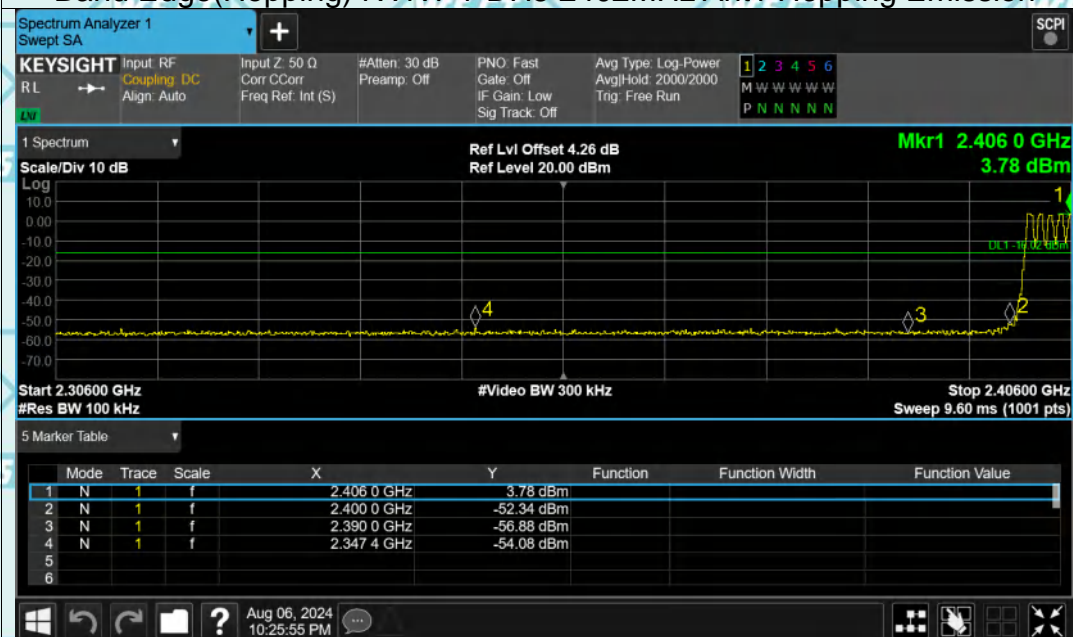 Spectrum Analyzer 1
Swept SA
+
SCPI
KEYSIGHT Input: RF Input Z: 50 Ω #Atten: 30 dB PNO: Fast Avg Type: Log-Power 1 2 3 4 5 6
RL Coupling: DC Corr CCorr Preamp: Off Gate: Off Avg|Hold: 2000/2000 M W W W W W
Align: Auto Freq Ref: Int (S) IF Gain: Low Trig: Free Run
Sig Track: Off P N N N N N
LXI
1 Spectrum
Scale/Div 10 dB
Ref Lvl Offset 4.26 dB
Ref Level 20.00 dBm
Mkr1 2.406 0 GHz
3.78 dBm
Log
10.0
0.00
-10.0
-20.0
-30.0
-40.0
-50.0
-60.0
-70.0
1
DL1 -16.02 dBm
4
3
2
Start 2.30600 GHz #Video BW 300 kHz Stop 2.40600 GHz
#Res BW 100 kHz Sweep 9.60 ms (1001 pts)
5 Marker Table
Mode Trace Scale X Y Function Function Width Function Value
1 N 1 f 2.406 0 GHz 3.78 dBm
2 N 1 f 2.400 0 GHz -52.34 dBm
3 N 1 f 2.390 0 GHz -56.88 dBm
4 N 1 f 2.347 4 GHz -54.08 dBm
5
6
?
Aug 06, 2024
10:25:55 PM